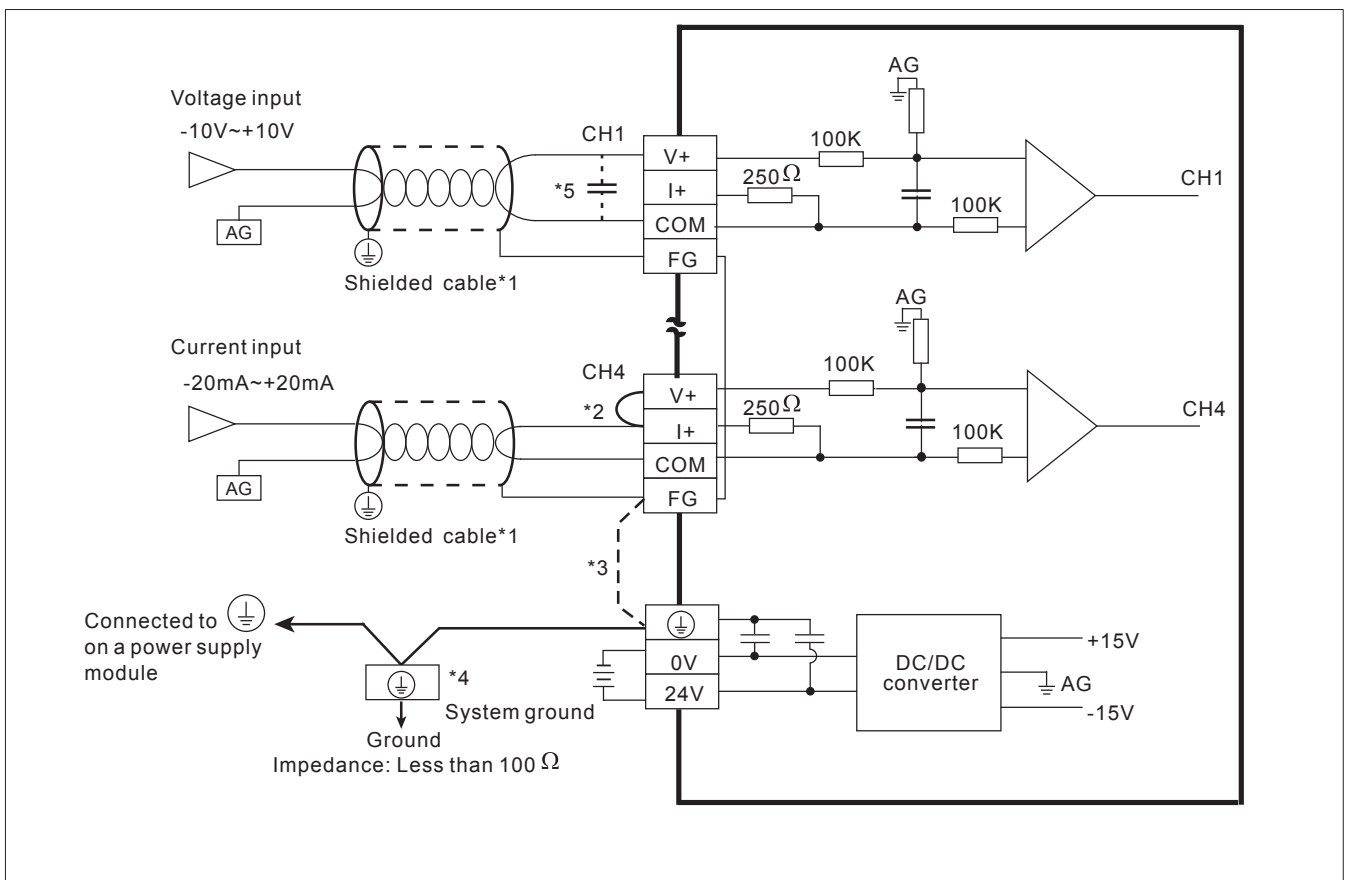 Voltage input
-10V~+10V
AG
Shielded cable*1
*5
CH1
V+
I+
COM
FG
250Ω
100K
AG
100K
CH1
Current input
-20mA~+20mA
AG
Shielded cable*1
*2
CH4
V+
I+
COM
FG
250Ω
100K
AG
100K
CH4
*3
Connected to
on a power supply
module
*4
System ground
Ground
Impedance: Less than 100 Ω
0V
24V
DC/DC
converter
+15V
AG
-15V